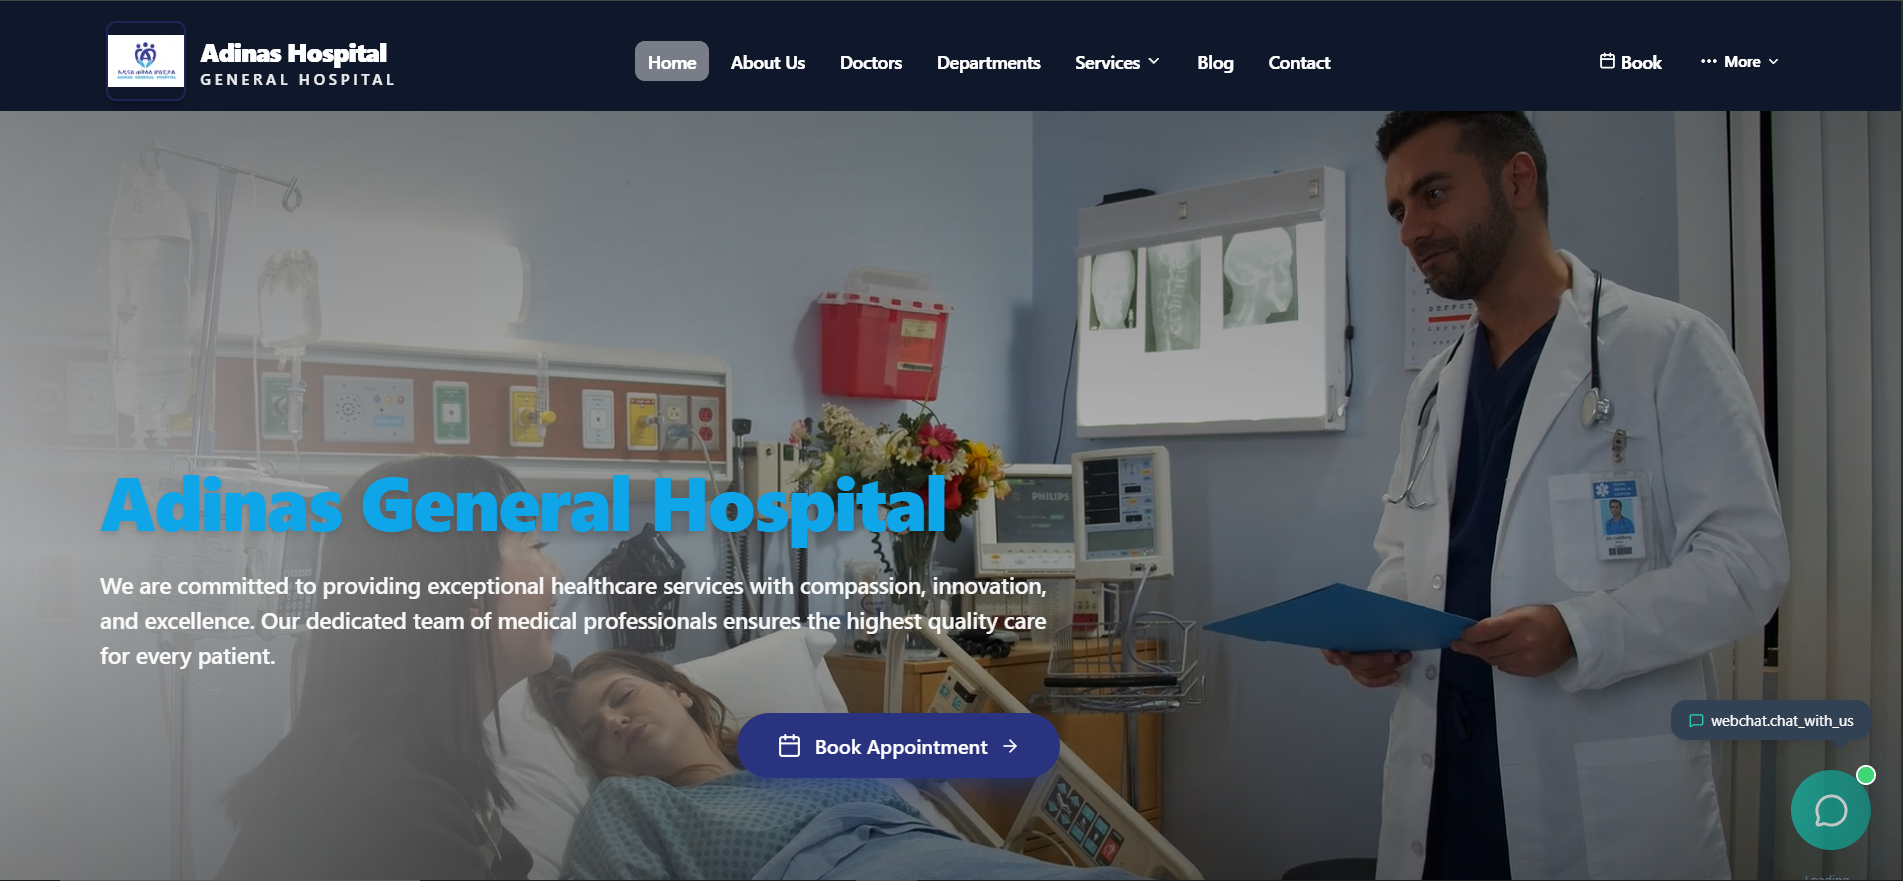 Adinas Hospital
GENERAL HOSPITAL
Home
About Us
Doctors
Departments
Services
Blog
Contact
Book
More
PHILIPS
Adinas General Hospital
We are committed to providing exceptional healthcare services with compassion, innovation,
and excellence. Our dedicated team of medical professionals ensures the highest quality care
for every patient.
Book Appointment
webchat.chat_with_us
Loading